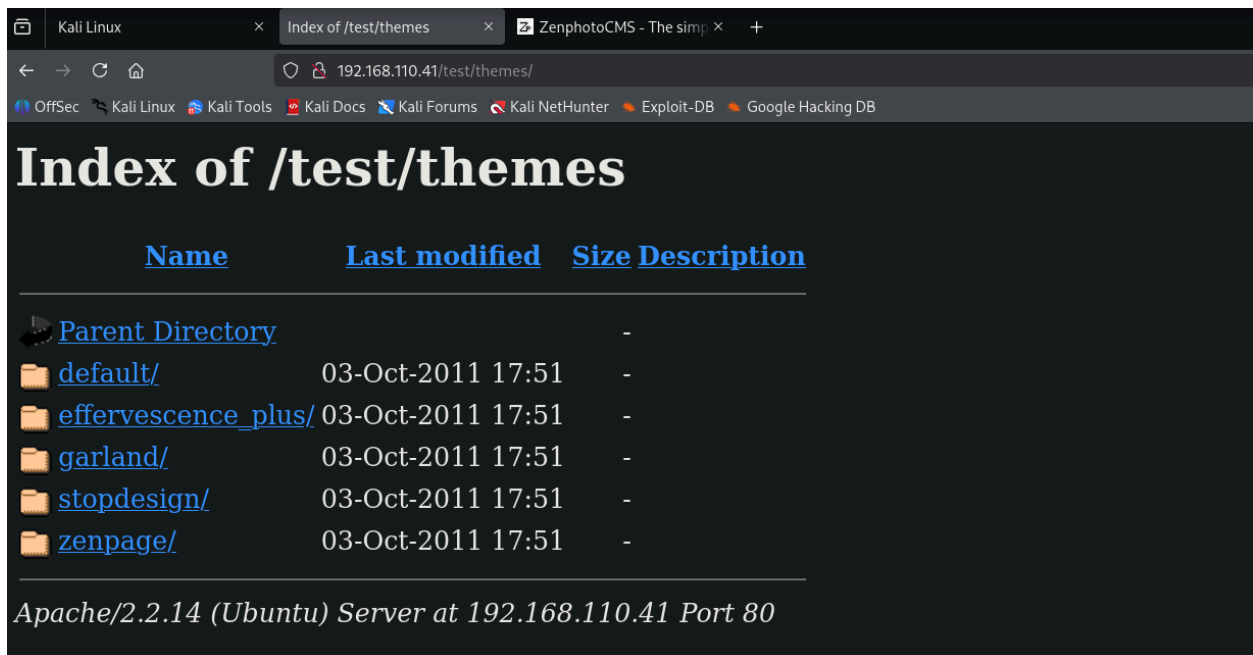 Kali Linux × Index of /test/themes × ZenphotoCMS - The simp × +
192.168.110.41/test/themes/
OffSec Kali Linux Kali Tools Kali Docs Kali Forums Kali NetHunter Exploit-DB Google Hacking DB
Index of /test/themes
Name Last modified Size Description
Parent Directory -
default/ 03-Oct-2011 17:51 -
effervescence_plus/ 03-Oct-2011 17:51 -
garland/ 03-Oct-2011 17:51 -
stopdesign/ 03-Oct-2011 17:51 -
zenpage/ 03-Oct-2011 17:51 -
Apache/2.2.14 (Ubuntu) Server at 192.168.110.41 Port 80